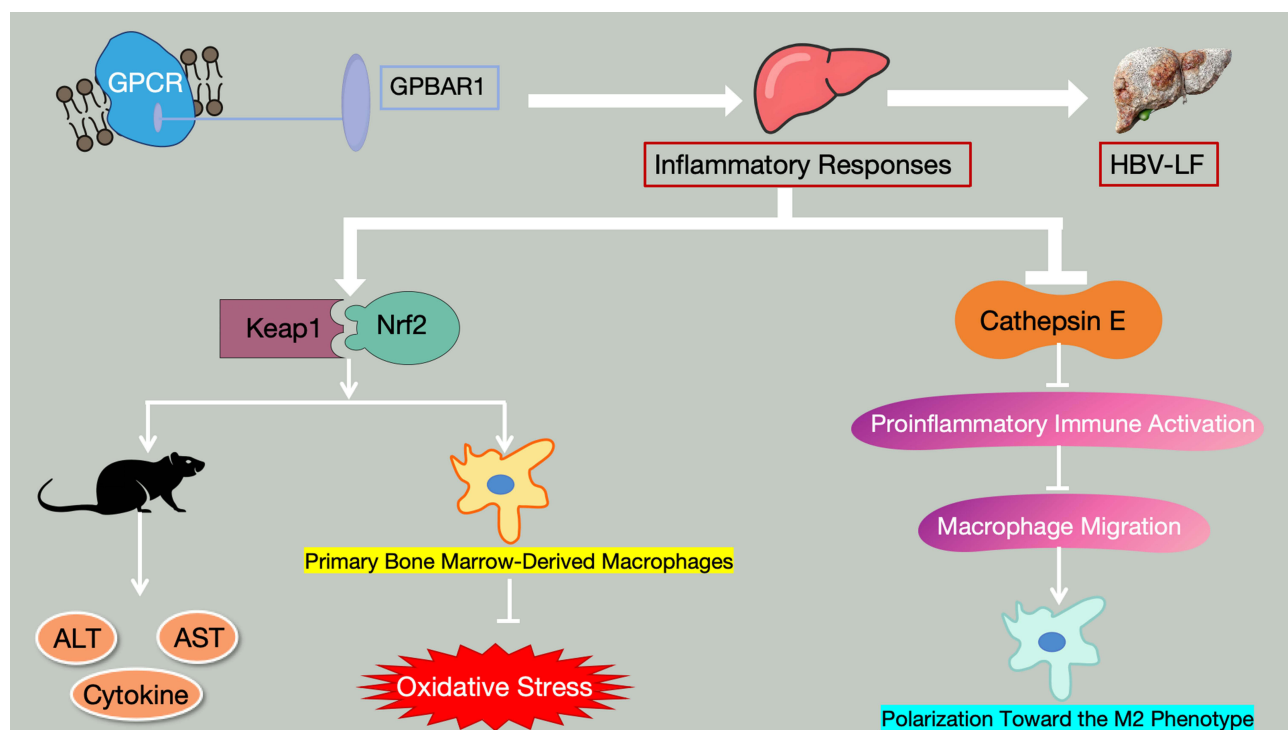 GPCR
GPBAR1
Inflammatory Responses
HBV-LF
Keap1
Nrf2
Cathepsin E
Proinflammatory Immune Activation
Macrophage Migration
Primary Bone Marrow-Derived Macrophages
ALT
AST
Cytokine
Oxidative Stress
Polarization Toward the M2 Phenotype